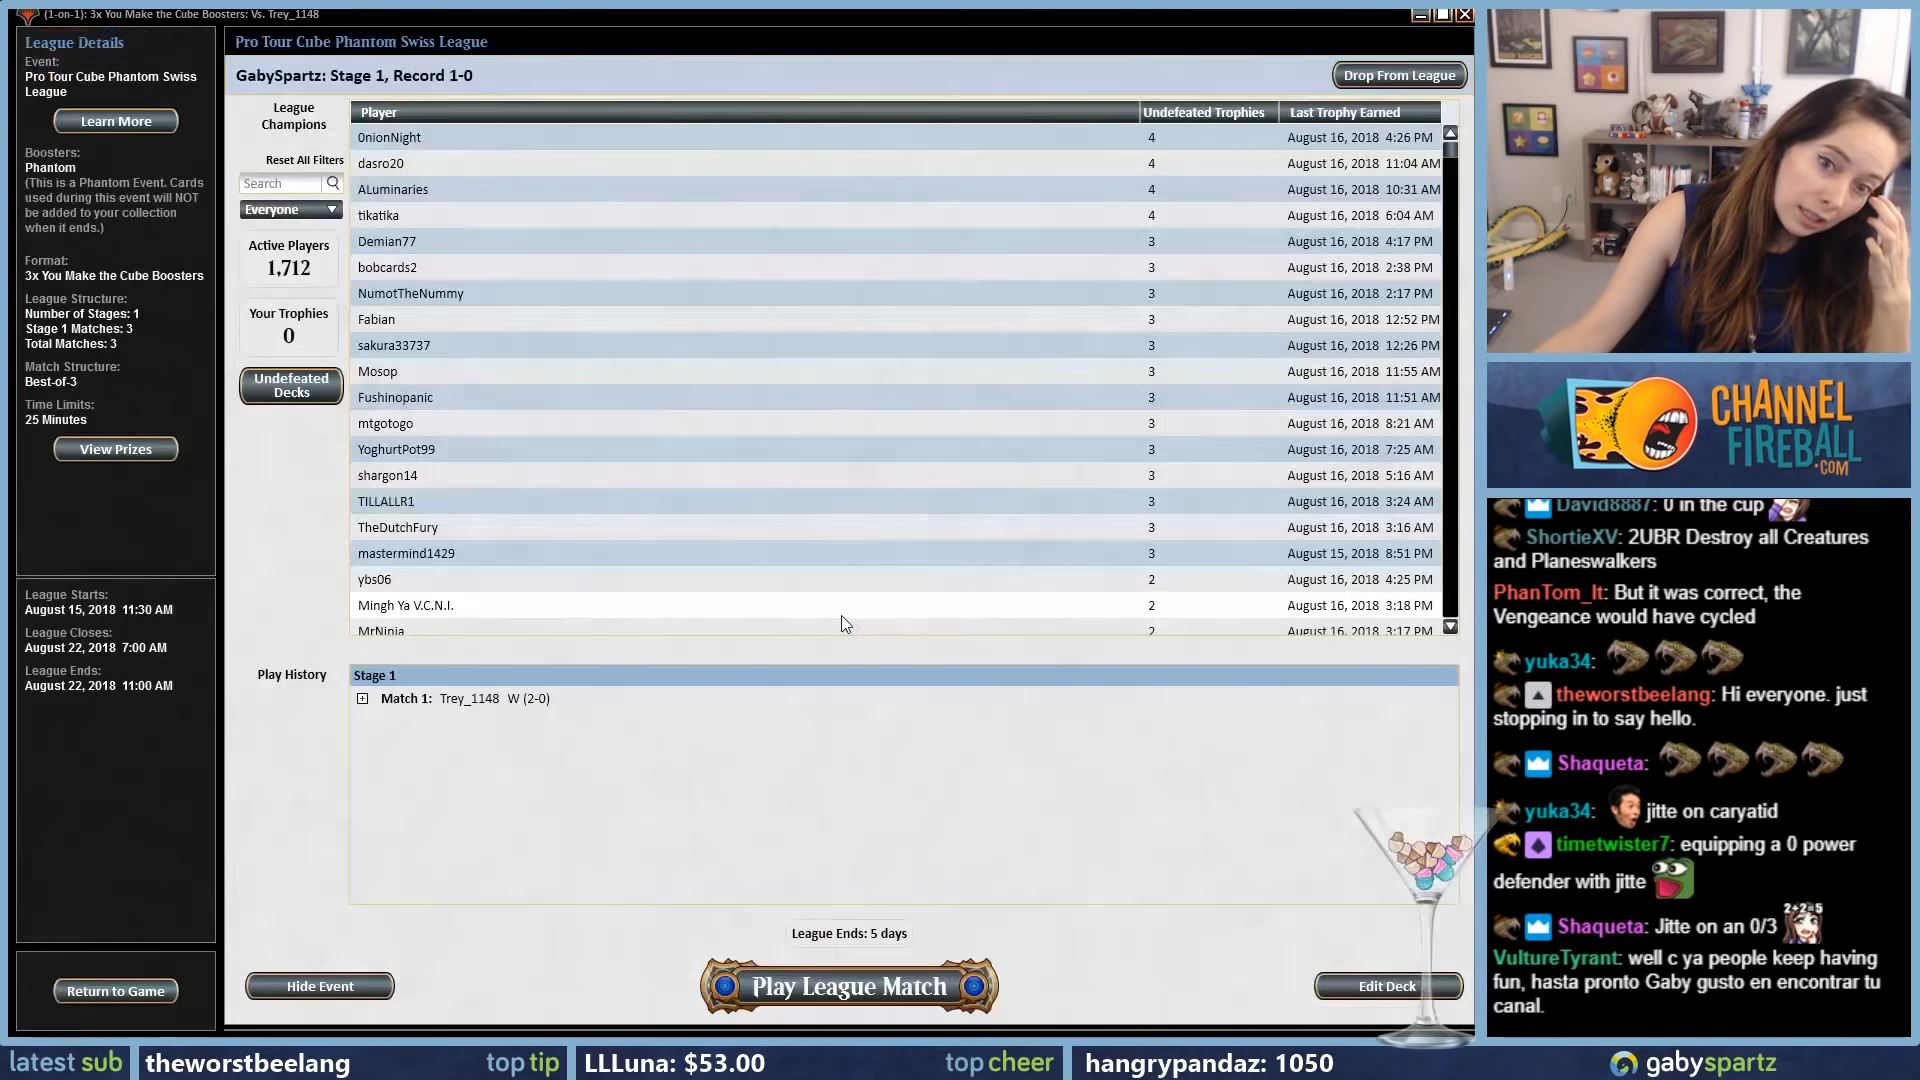 (1-on-1): 3x You Make the Cube Boosters: Vs. Trey_1148
League Details
Event:
Pro Tour Cube Phantom Swiss
League
Learn More
Boosters:
Phantom
(This is a Phantom Event. Cards
used during this event will NOT
be added to your collection
when it ends.)
Format:
3x You Make the Cube Boosters
League Structure:
Number of Stages: 1
Stage 1 Matches: 3
Total Matches: 3
Match Structure:
Best-of-3
Time Limits:
25 Minutes
View Prizes
League Starts:
August 15, 2018 11:30 AM
League Closes:
August 22, 2018 7:00 AM
League Ends:
August 22, 2018 11:00 AM
Return to Game
Pro Tour Cube Phantom Swiss League
GabySpartz: Stage 1, Record 1-0
Drop From League
League
Champions
Reset All Filters
Search
Everyone
Active Players
1,712
Your Trophies
0
Undefeated
Decks
Player Undefeated Trophies Last Trophy Earned
0nionNight 4 August 16, 2018 4:26 PM
dasro20 4 August 16, 2018 11:04 AM
ALuminaries 4 August 16, 2018 10:31 AM
tikatika 4 August 16, 2018 6:04 AM
Demian77 3 August 16, 2018 4:17 PM
bobcards2 3 August 16, 2018 2:38 PM
NumotTheNummy 3 August 16, 2018 2:17 PM
Fabian 3 August 16, 2018 12:52 PM
sakura33737 3 August 16, 2018 12:26 PM
Mosop 3 August 16, 2018 11:55 AM
Fushinopanic 3 August 16, 2018 11:51 AM
mtgotogo 3 August 16, 2018 8:21 AM
YoghurtPot99 3 August 16, 2018 7:25 AM
shargon14 3 August 16, 2018 5:16 AM
TILLALLR1 3 August 16, 2018 3:24 AM
TheDutchFury 3 August 16, 2018 3:16 AM
mastermind1429 3 August 15, 2018 8:51 PM
ybs06 2 August 16, 2018 4:25 PM
Mingh Ya V.C.N.I. 2 August 16, 2018 3:18 PM
MrNinja 2 August 16, 2018 3:17 PM
Play History
Stage 1
Match 1: Trey_1148 W (2-0)
League Ends: 5 days
Hide Event
Play League Match
Edit Deck
CHANNEL
FIREBALL
.COM
David8887: 0 in the cup
ShortieXV: 2UBR Destroy all Creatures
and Planeswalkers
PhanTom_It: But it was correct, the
Vengeance would have cycled
yuka34:
theworstbeelang: Hi everyone. just
stopping in to say hello.
Shaqueta:
yuka34: jitte on caryatid
timetwister7: equipping a 0 power
defender with jitte
2+2=5
Shaqueta: Jitte on an 0/3
VultureTyrant: well c ya people keep having
fun, hasta pronto Gaby gusto en encontrar tu
canal.
latest sub theworstbeelang top tip LLLuna: $53.00 top cheer hangrypandaz: 1050 gabyspartz